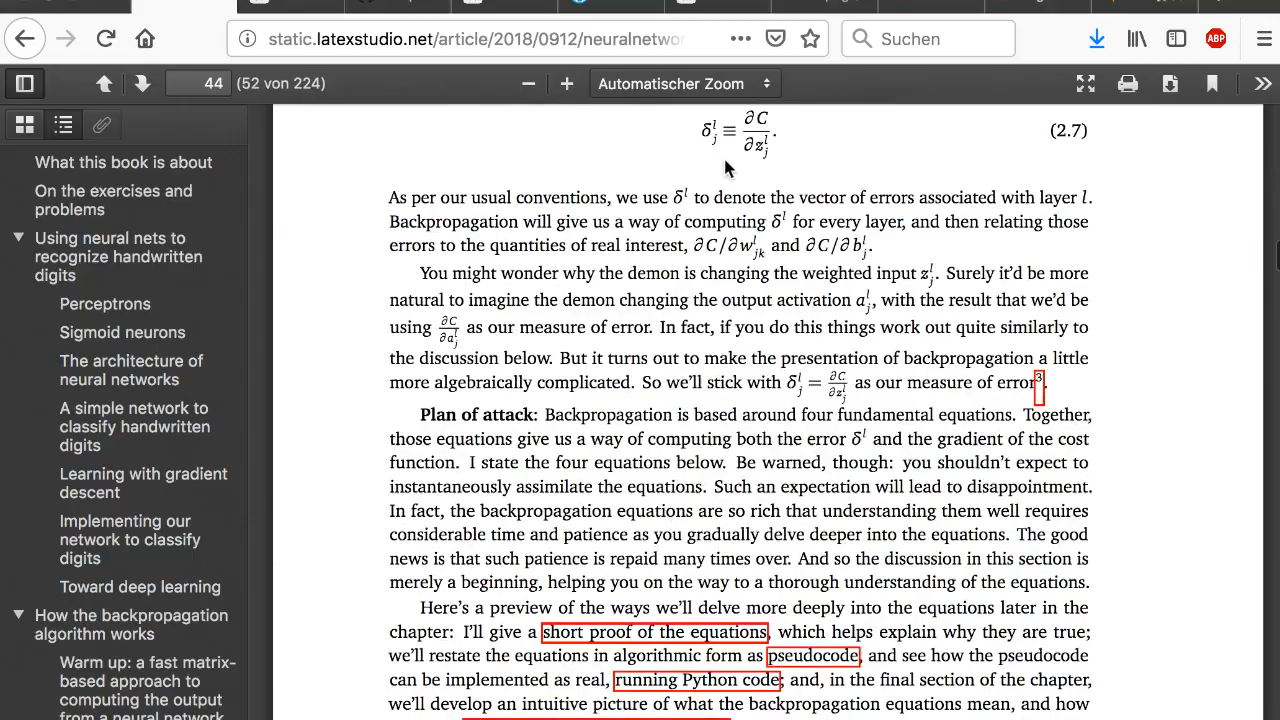 static.latexstudio.net/article/2018/0912/neuralnetwo
Suchen
ABP
44 (52 von 224)
Automatischer Zoom
What this book is about
On the exercises and
problems
Using neural nets to
recognize handwritten
digits
Perceptrons
Sigmoid neurons
The architecture of
neural networks
A simple network to
classify handwritten
digits
Learning with gradient
descent
Implementing our
network to classify
digits
Toward deep learning
How the backpropagation
algorithm works
Warm up: a fast matrix-
based approach to
computing the output
from a neural network
δ^l_j ≡ ∂C/∂z^l_j. (2.7)
As per our usual conventions, we use δ^l to denote the vector of errors associated with layer l.
Backpropagation will give us a way of computing δ^l for every layer, and then relating those
errors to the quantities of real interest, ∂C/∂w^l_jk and ∂C/∂b^l_j.
You might wonder why the demon is changing the weighted input z^l_j. Surely it'd be more
natural to imagine the demon changing the output activation a^l_j, with the result that we'd be
using ∂C/∂a^l_j as our measure of error. In fact, if you do this things work out quite similarly to
the discussion below. But it turns out to make the presentation of backpropagation a little
more algebraically complicated. So we'll stick with δ^l_j = ∂C/∂z^l_j as our measure of error³.
Plan of attack: Backpropagation is based around four fundamental equations. Together,
those equations give us a way of computing both the error δ^l and the gradient of the cost
function. I state the four equations below. Be warned, though: you shouldn't expect to
instantaneously assimilate the equations. Such an expectation will lead to disappointment.
In fact, the backpropagation equations are so rich that understanding them well requires
considerable time and patience as you gradually delve deeper into the equations. The good
news is that such patience is repaid many times over. And so the discussion in this section is
merely a beginning, helping you on the way to a thorough understanding of the equations.
Here's a preview of the ways we'll delve more deeply into the equations later in the
chapter: I'll give a short proof of the equations, which helps explain why they are true;
we'll restate the equations in algorithmic form as pseudocode, and see how the pseudocode
can be implemented as real, running Python code; and, in the final section of the chapter,
we'll develop an intuitive picture of what the backpropagation equations mean, and how